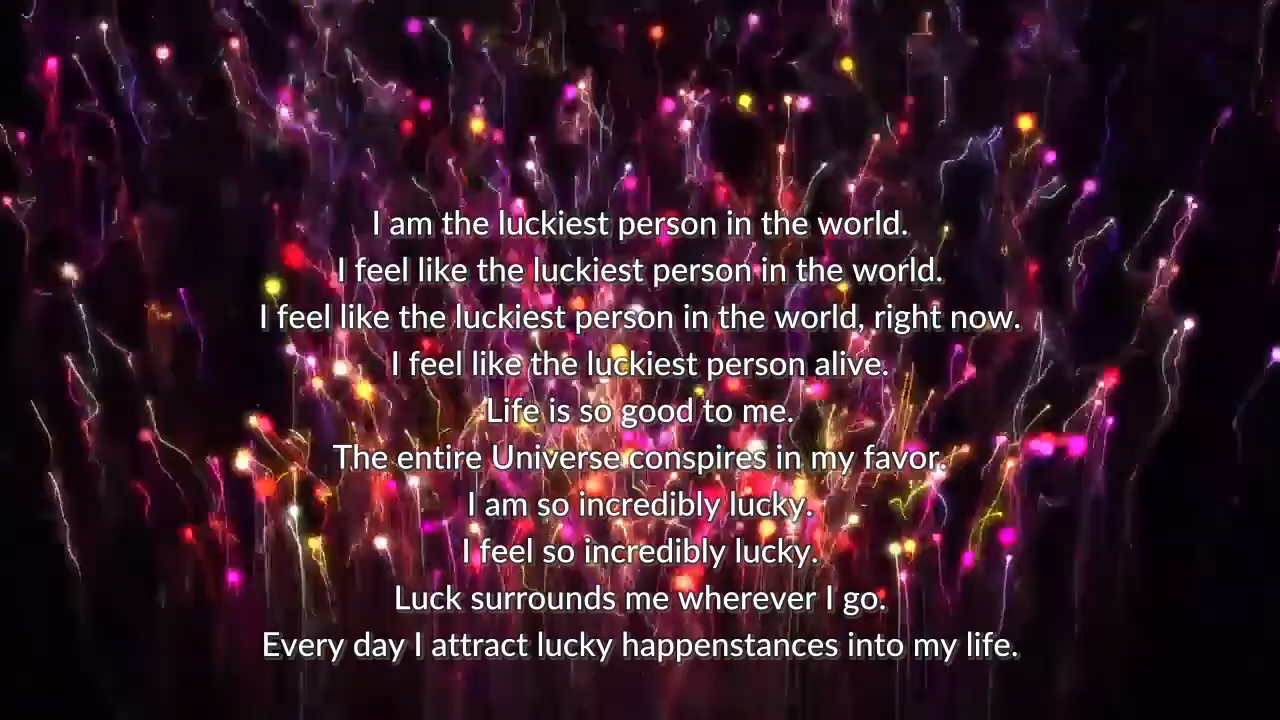 I am the luckiest person in the world.
I feel like the luckiest person in the world.
I feel like the luckiest person in the world, right now.
I feel like the luckiest person alive.
Life is so good to me.
The entire Universe conspires in my favor.
I am so incredibly lucky.
I feel so incredibly lucky.
Luck surrounds me wherever I go.
Every day I attract lucky happenstances into my life.